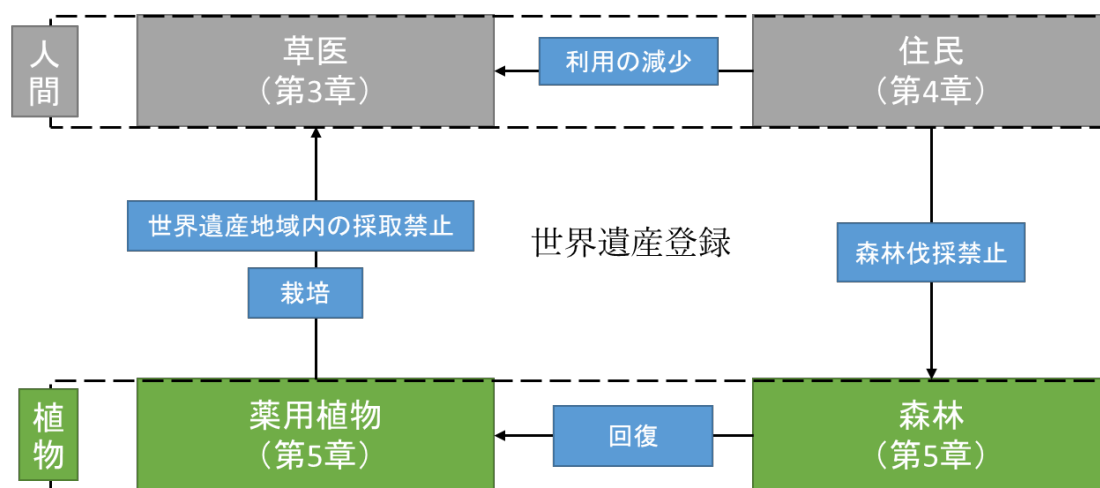 人間
草医
（第3章）
利用の減少
住民
（第4章）
世界遺産地域内の採取禁止
世界遺産登録
森林伐採禁止
栽培
植物
薬用植物
（第5章）
回復
森林
（第5章）